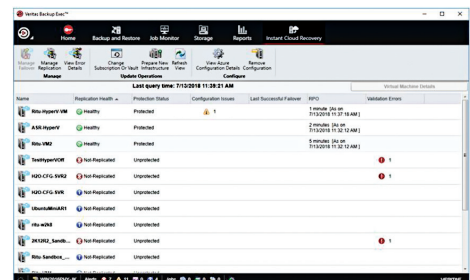 Veritas Backup Exec™
Home Backup and Restore Job Monitor Storage Reports Instant Cloud Recovery
Manage Failover Manage Replication View Error Details Change Subscription Or Vault Prepare New Infrastructure Refresh View View Azure Configuration Details Remove Configuration
Manage Update Operations Configure
Last query time: 7/13/2018 11:39:21 AM Virtual Machine Details
Name Replication Health Protection Status Configuration Issues Last Successful Failover RPO Validation Errors
Ritu-HyperV-VM Healthy Protected 1 1 minute [As on 7/13/2018 11:37:18 AM ]
ASR-HyperV Healthy Protected 2 minutes [As on 7/13/2018 11:32:12 AM ]
Ritu-VM2 Healthy Protected 5 minutes [As on 7/13/2018 11:32:12 AM ]
TestHyperVOff Not-Replicated Unprotected 1
H2O-CFG-SVR2 Not-Replicated Unprotected 1
H2O-CFG-SVR Not-Replicated Unprotected
UbuntuMiniAR1 Not-Replicated Unprotected
ritu-w2k8 Not-Replicated Unprotected
2K12R2_Sandb... Not-Replicated Unprotected 1
Ritu Sandbox_... Not-Replicated Unprotected